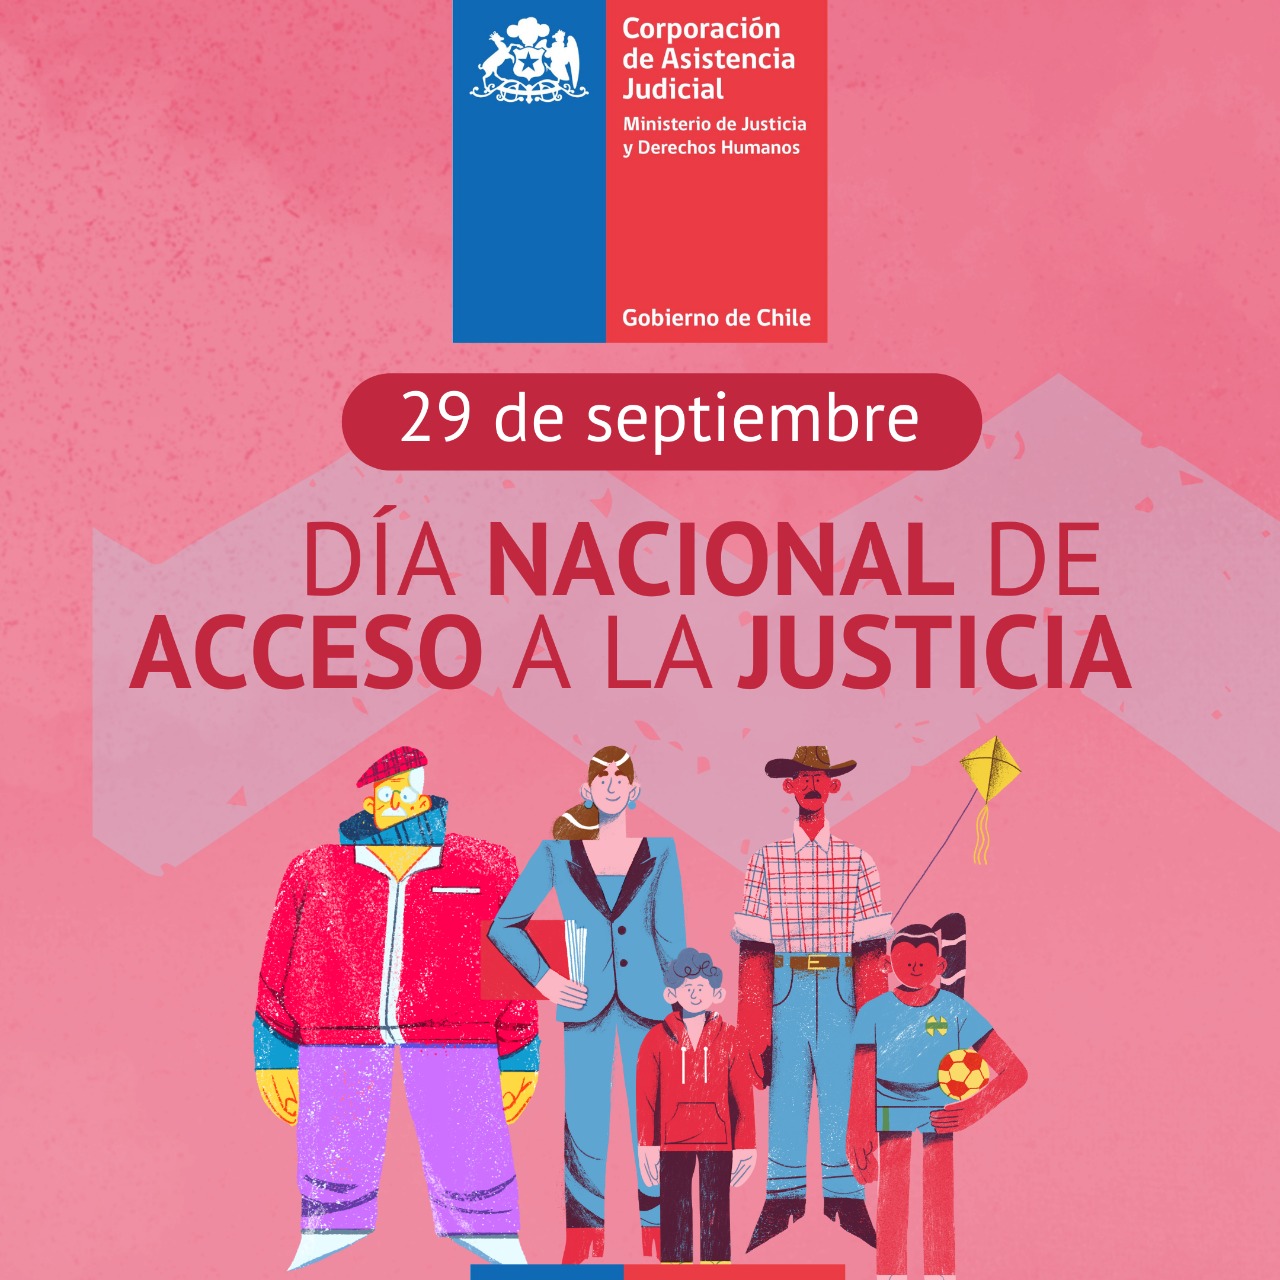 Corporación
de Asistencia
Judicial
Ministerio de Justicia
y Derechos Humanos
Gobierno de Chile
29 de septiembre
DÍA NACIONAL DE
ACCESO A LA JUSTICIA